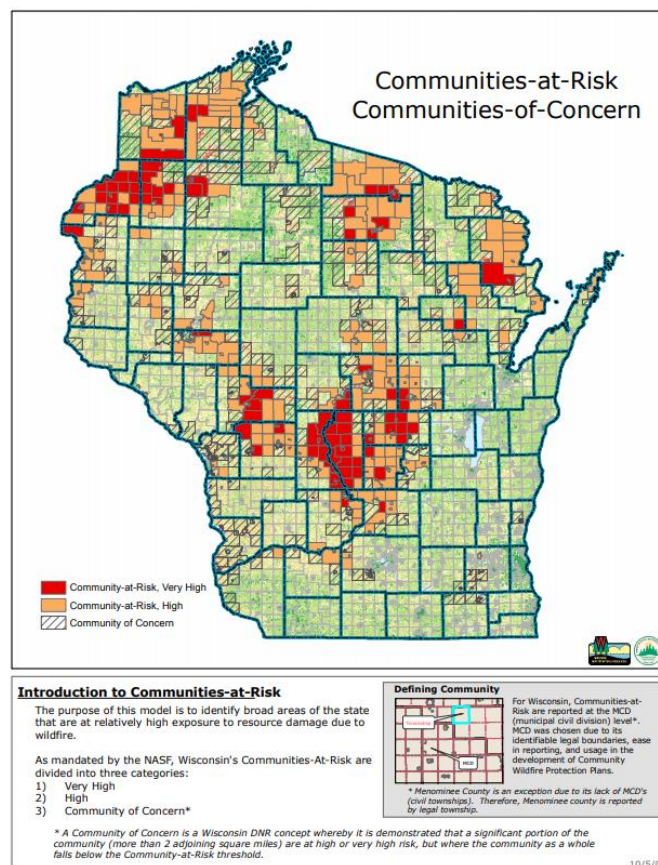 Communities-at-Risk
Communities-of-Concern
Community-at-Risk, Very High
Community-at-Risk, High
Community of Concern
Introduction to Communities-at-Risk
The purpose of this model is to identify broad areas of the state
that are at relatively high exposure to resource damage due to
wildfire.
As mandated by the NASF, Wisconsin's Communities-At-Risk are
divided into three categories:
1) Very High
2) High
3) Community of Concern*
Defining Community
Township
MCD
For Wisconsin, Communities-at-
Risk are reported at the MCD
(municipal civil division) level*.
MCD was chosen due to its
identifiable legal boundaries, ease
in reporting, and usage in the
development of Community
Wildfire Protection Plans.
* Menominee County is an exception due to its lack of MCD's
(civil townships). Therefore, Menominee county is reported
by legal township.
* A Community of Concern is a Wisconsin DNR concept whereby it is demonstrated that a significant portion of the
community (more than 2 adjoining square miles) are at high or very high risk, but where the community as a whole
falls below the Community-at-Risk threshold.